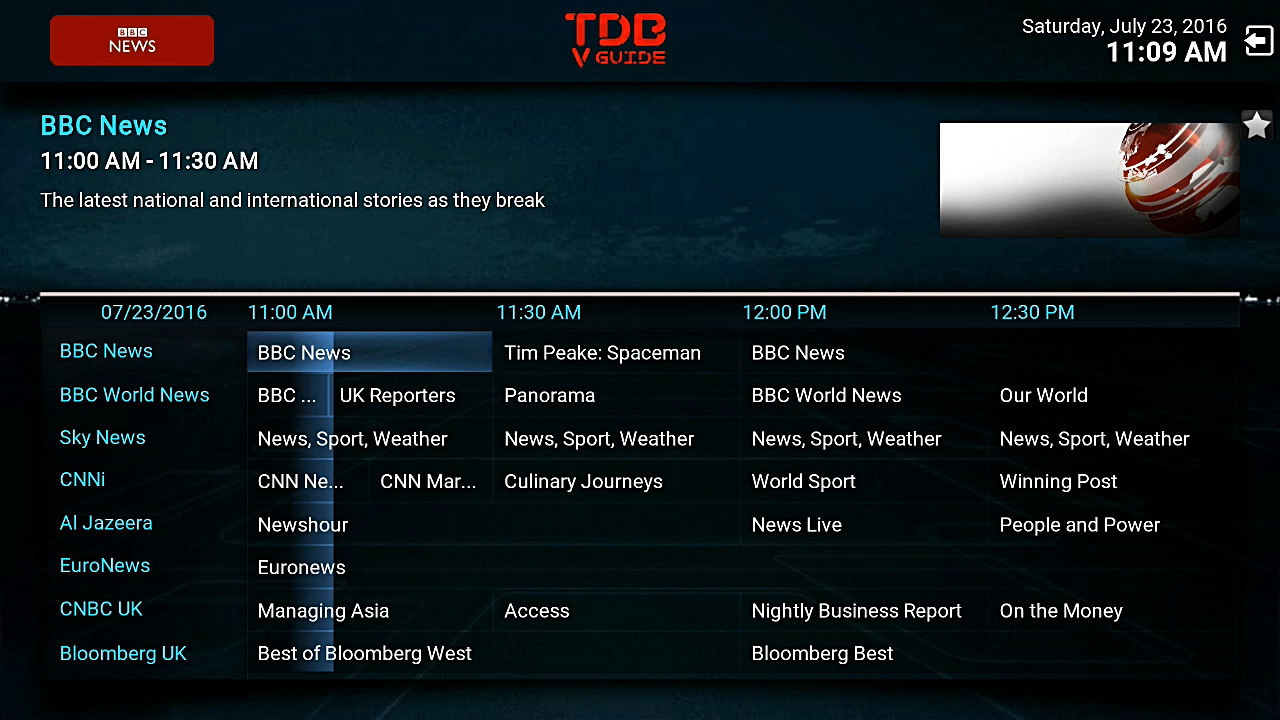 BBC
NEWS
TDB
V GUIDE
Saturday, July 23, 2016
11:09 AM
BBC News
11:00 AM - 11:30 AM
The latest national and international stories as they break
07/23/2016 11:00 AM 11:30 AM 12:00 PM 12:30 PM
BBC News BBC News Tim Peake: Spaceman BBC News
BBC World News BBC ... UK Reporters Panorama BBC World News Our World
Sky News News, Sport, Weather News, Sport, Weather News, Sport, Weather News, Sport, Weather
CNNi CNN Ne... CNN Mar... Culinary Journeys World Sport Winning Post
Al Jazeera Newshour News Live People and Power
EuroNews Euronews
CNBC UK Managing Asia Access Nightly Business Report On the Money
Bloomberg UK Best of Bloomberg West Bloomberg Best